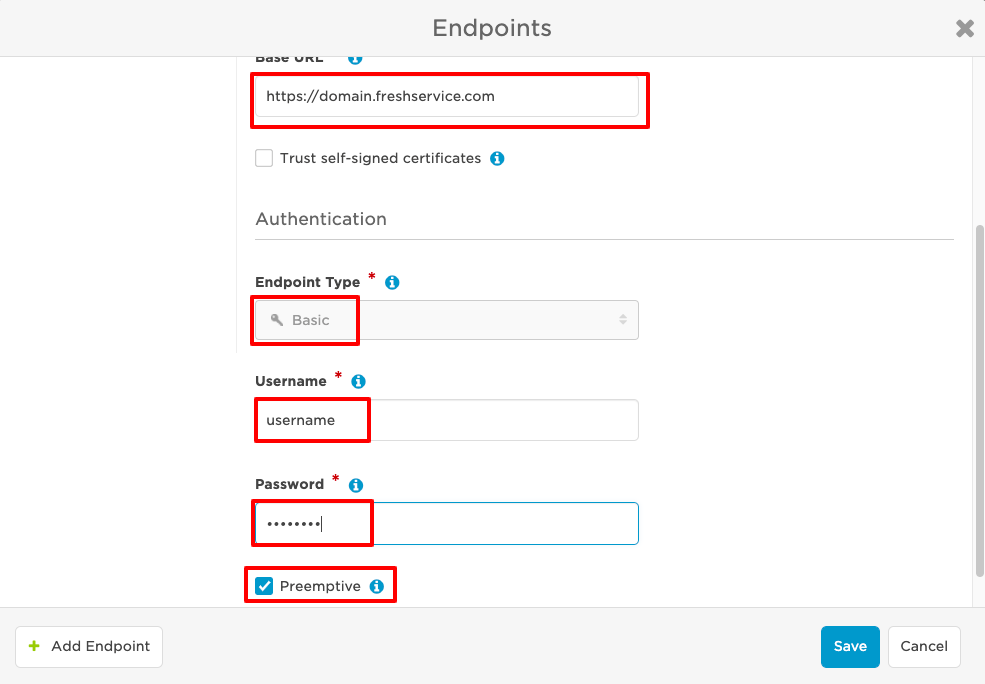 Endpoints
Base URL
https://domain.freshservice.com
Trust self-signed certificates
Authentication
Endpoint Type *
Basic
Username *
username
Password *
••••••••
Preemptive
+ Add Endpoint
Save
Cancel